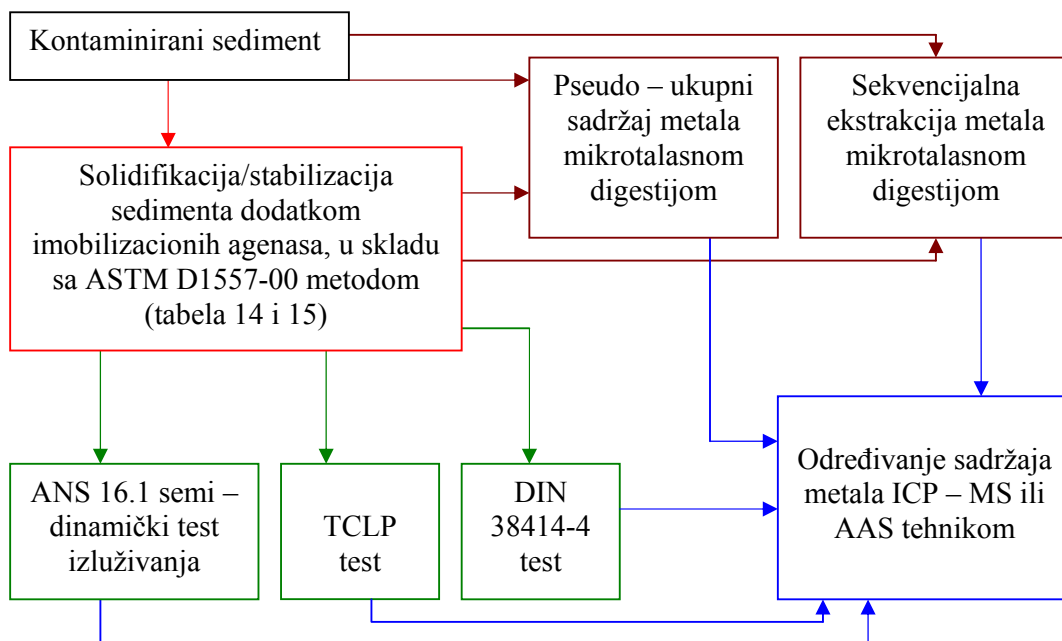 Kontaminirani sediment
Pseudo – ukupni
sadržaj metala
mikrotalasnom
digestijom
Sekvencijalna
ekstrakcija metala
mikrotalasnom
digestijom
Solidifikacija/stabilizacija
sedimenta dodatkom
imobilizacionih agenasa, u skladu
sa ASTM D1557-00 metodom
(tabela 14 i 15)
ANS 16.1 semi –
dinamički test
izluživanja
TCLP
test
DIN
38414-4
test
Određivanje sadržaja
metala ICP – MS ili
AAS tehnikom